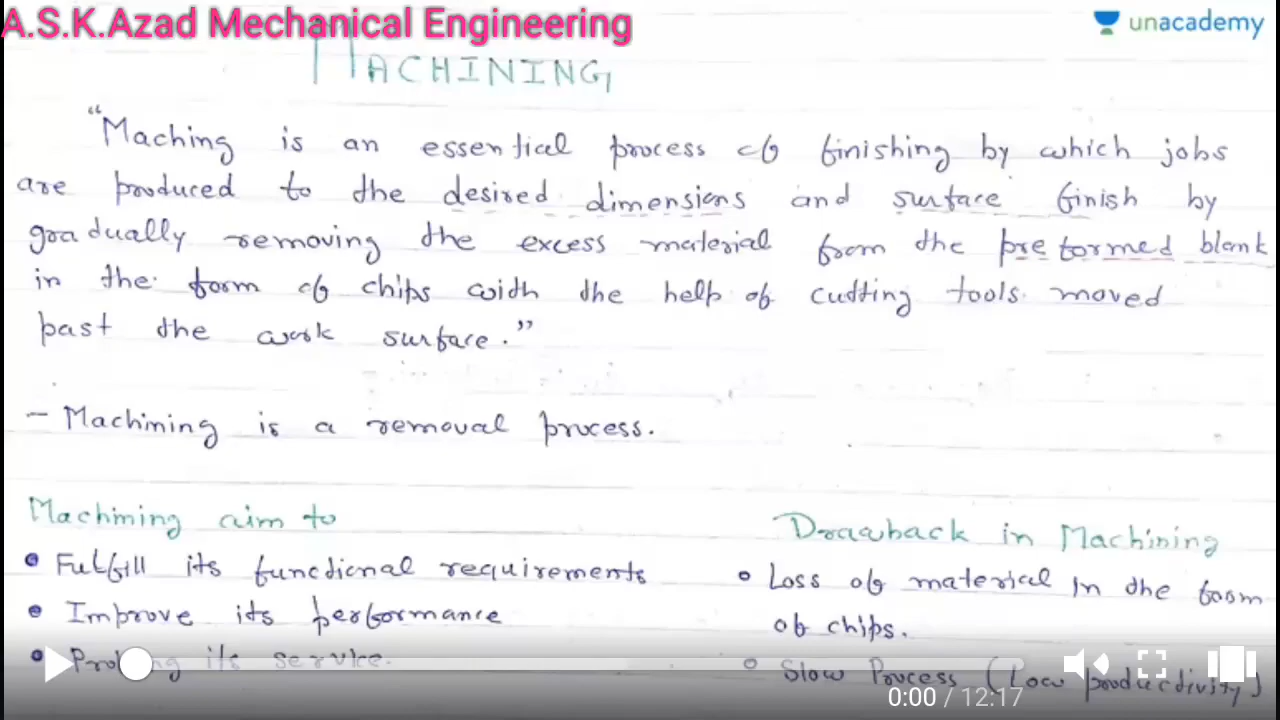 A.S.K.Azad Mechanical Engineering
unacademy
MACHINING
“Maching is an essential process of finishing by which jobs
are produced to the desired dimensions and surface finish by
gradually removing the excess material from the preformed blank
in the form of chips with the help of cutting tools moved
past the work surface.”
– Machining is a removal process.
Machining aim to
• Fulfill its functional requirements
• Improve its performance
• Prolong its service.
Drawback in Machining
• Loss of material in the form
of chips.
• Slow Process (Low productivity)
0:00 / 12:17